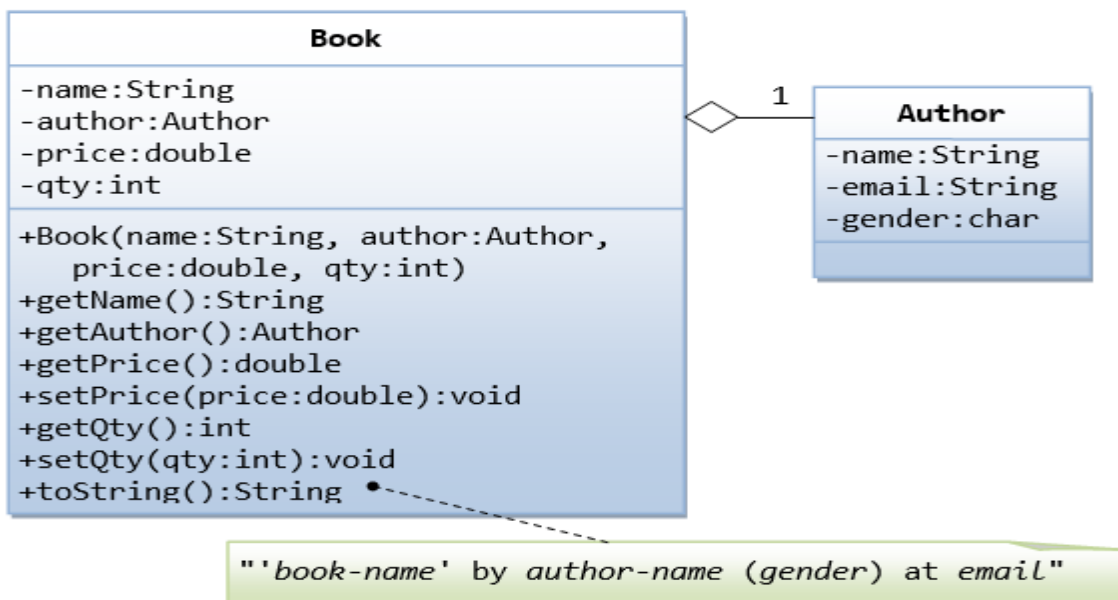 Book
-name:String
-author:Author
-price:double
-qty:int
+Book(name:String, author:Author,
price:double, qty:int)
+getName():String
+getAuthor():Author
+getPrice():double
+setPrice(price:double):void
+getQty():int
+setQty(qty:int):void
+toString():String
1
Author
-name:String
-email:String
-gender:char
"'book-name' by author-name (gender) at email"